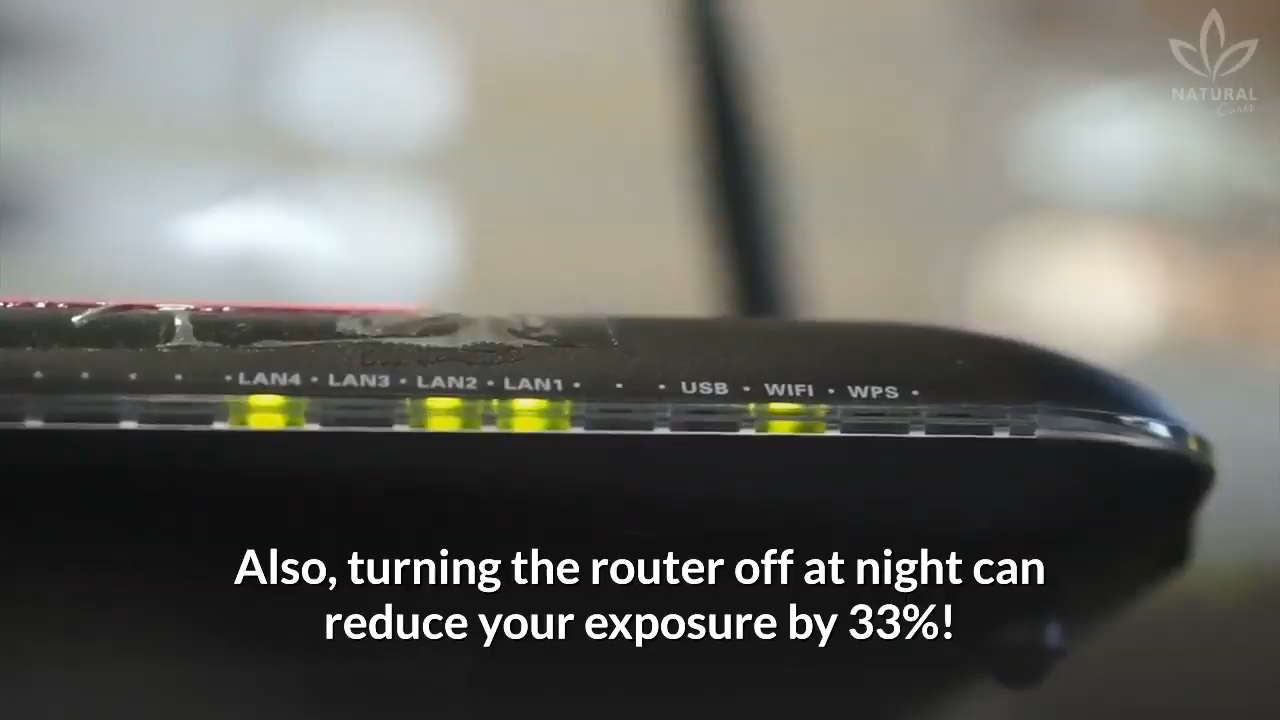 NATURAL
Cures
· LAN4 · LAN3 · LAN2 · LAN1 · · · USB · WIFI · WPS ·
Also, turning the router off at night can
reduce your exposure by 33%!